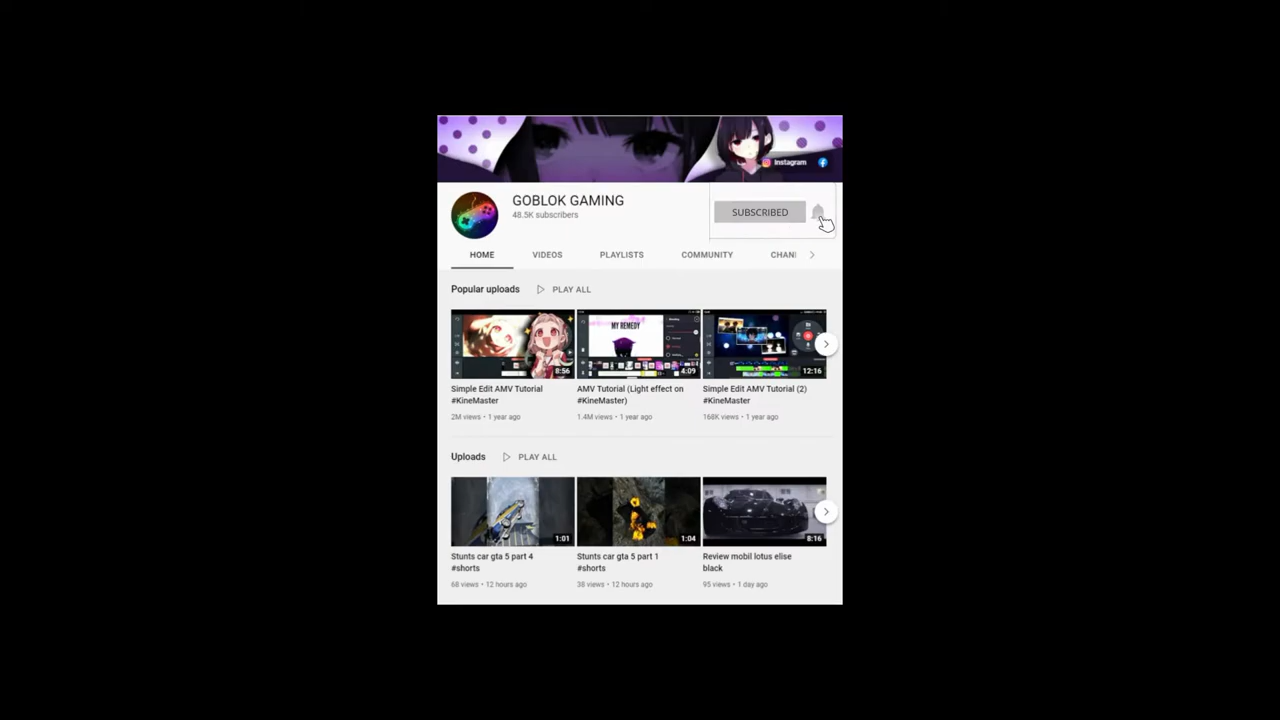 Instagram
GOBLOK GAMING
48.5K subscribers
SUBSCRIBED
HOME VIDEOS PLAYLISTS COMMUNITY CHANI
Popular uploads PLAY ALL
MY REMEDY
8:56 4:09 12:16
Simple Edit AMV Tutorial
#KineMaster
2M views • 1 year ago
AMV Tutorial (Light effect on
#KineMaster)
1.4M views • 1 year ago
Simple Edit AMV Tutorial (2)
#KineMaster
168K views • 1 year ago
Uploads PLAY ALL
1:01 1:04 8:16
Stunts car gta 5 part 4
#shorts
68 views • 12 hours ago
Stunts car gta 5 part 1
#shorts
38 views • 12 hours ago
Review mobil lotus elise
black
95 views • 1 day ago